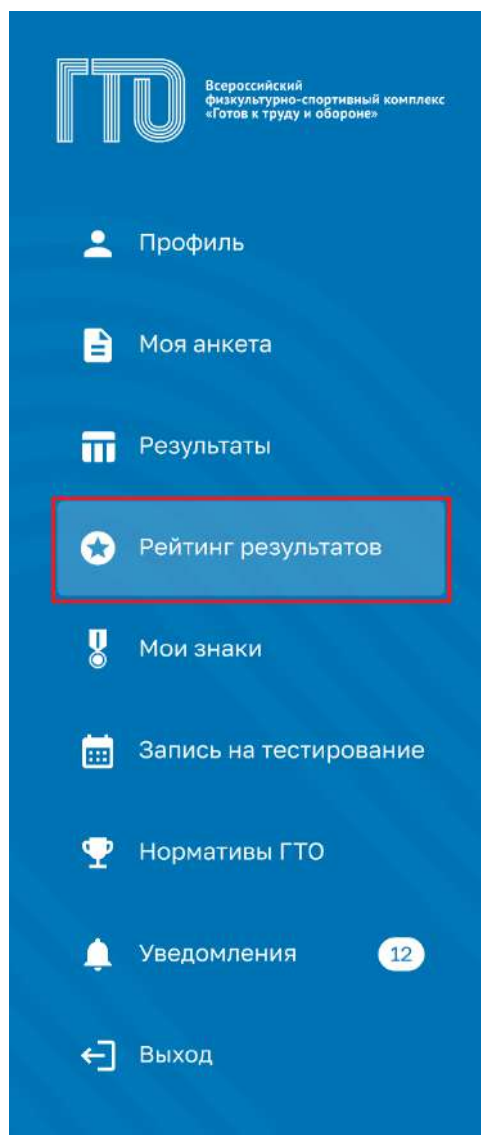 ГТО
Всероссийский
физкультурно-спортивный комплекс
«Готов к труду и обороне»
Профиль
Моя анкета
Результаты
Рейтинг результатов
Мои знаки
Запись на тестирование
Нормативы ГТО
Уведомления 12
Выход